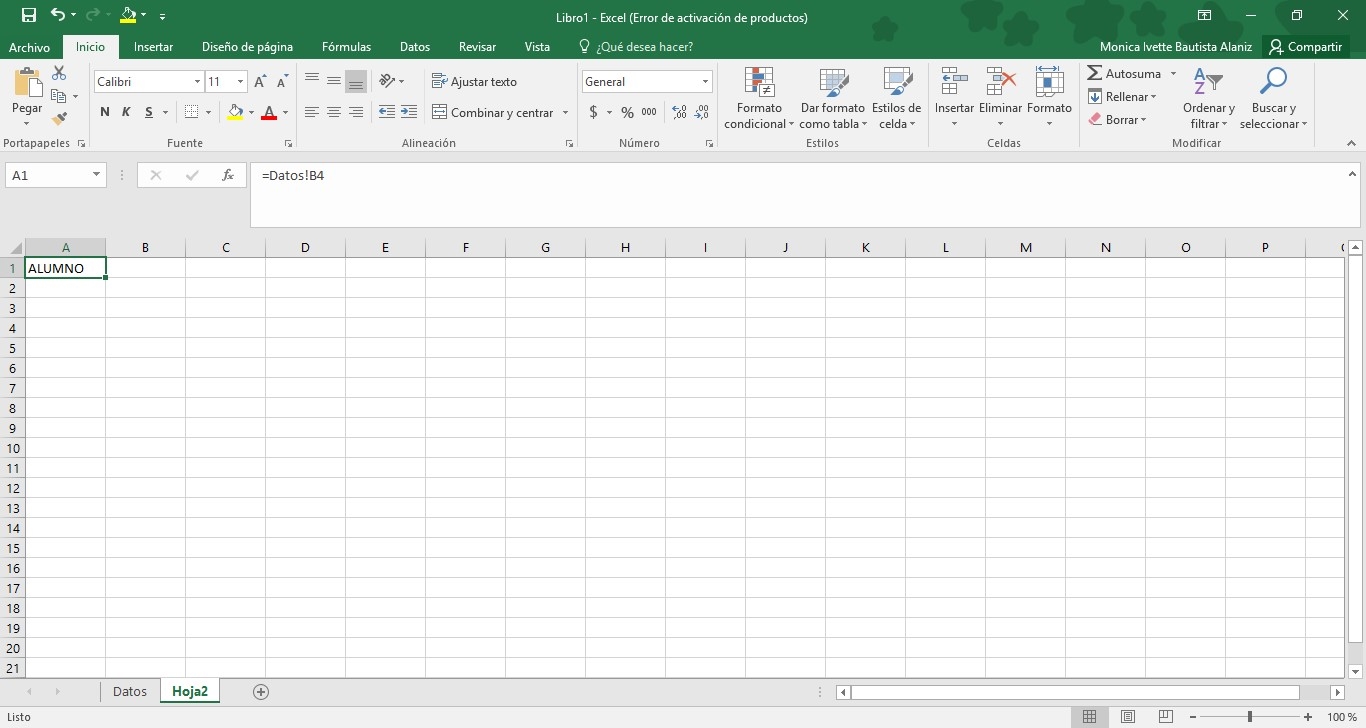 Libro1 - Excel (Error de activación de productos)
Archivo Inicio Insertar Diseño de página Fórmulas Datos Revisar Vista ¿Qué desea hacer? Monica Ivette Bautista Alaniz Compartir
Pegar
Calibri 11
N K S
Ajustar texto
Combinar y centrar
General
$ % 000
Formato condicional
Dar formato como tabla
Estilos de celda
Insertar Eliminar Formato
Autosuma
Rellenar
Borrar
Ordenar y filtrar
Buscar y seleccionar
Portapapeles Fuente Alineación Número Estilos Celdas Modificar
A1 fx =Datos!B4
A B C D E F G H I J K L M N O P
1 ALUMNO
2
3
4
5
6
7
8
9
10
11
12
13
14
15
16
17
18
19
20
21
Datos Hoja2
Listo 100 %